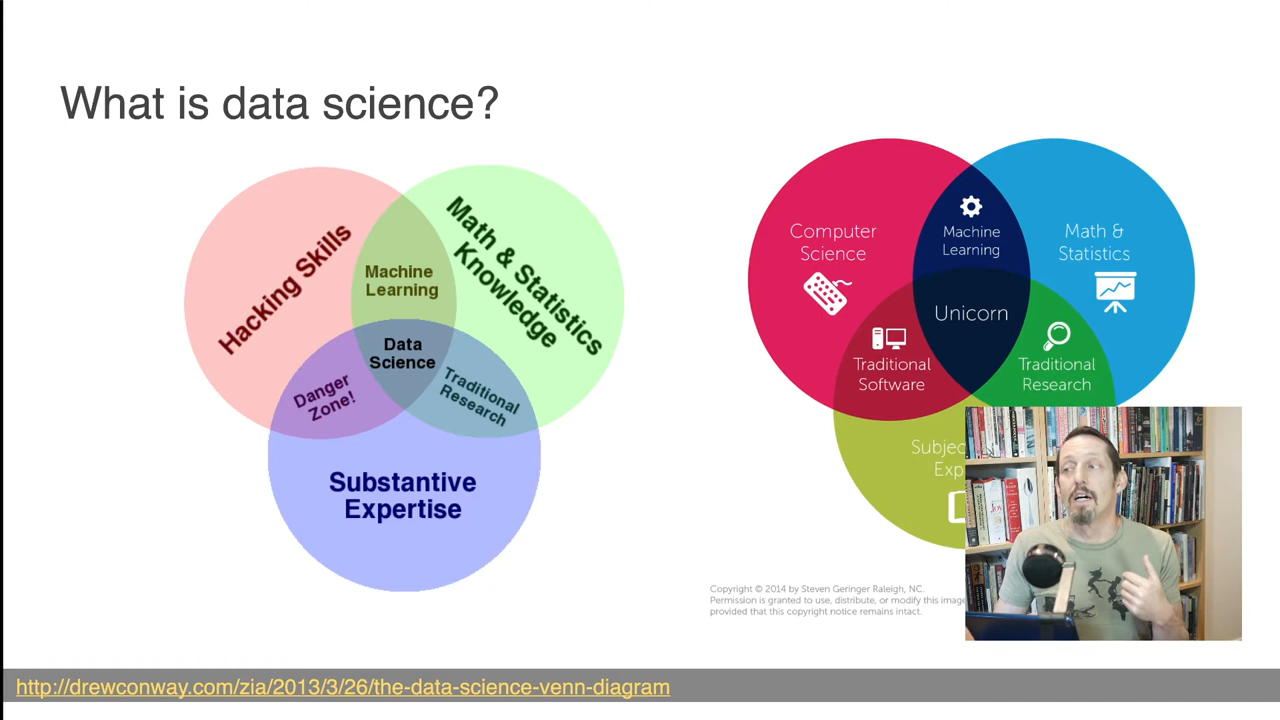 What is data science?
Hacking Skills
Math & Statistics
Knowledge
Machine
Learning
Data
Science
Danger
Zone!
Traditional
Research
Substantive
Expertise
Computer
Science
Math &
Statistics
Machine
Learning
Unicorn
Traditional
Software
Traditional
Research
Subjec
Exp
Copyright © 2014 by Steven Geringer Raleigh, NC.
Permission is granted to use, distribute, or modify this image
provided that this copyright notice remains intact.
http://drewconway.com/zia/2013/3/26/the-data-science-venn-diagram